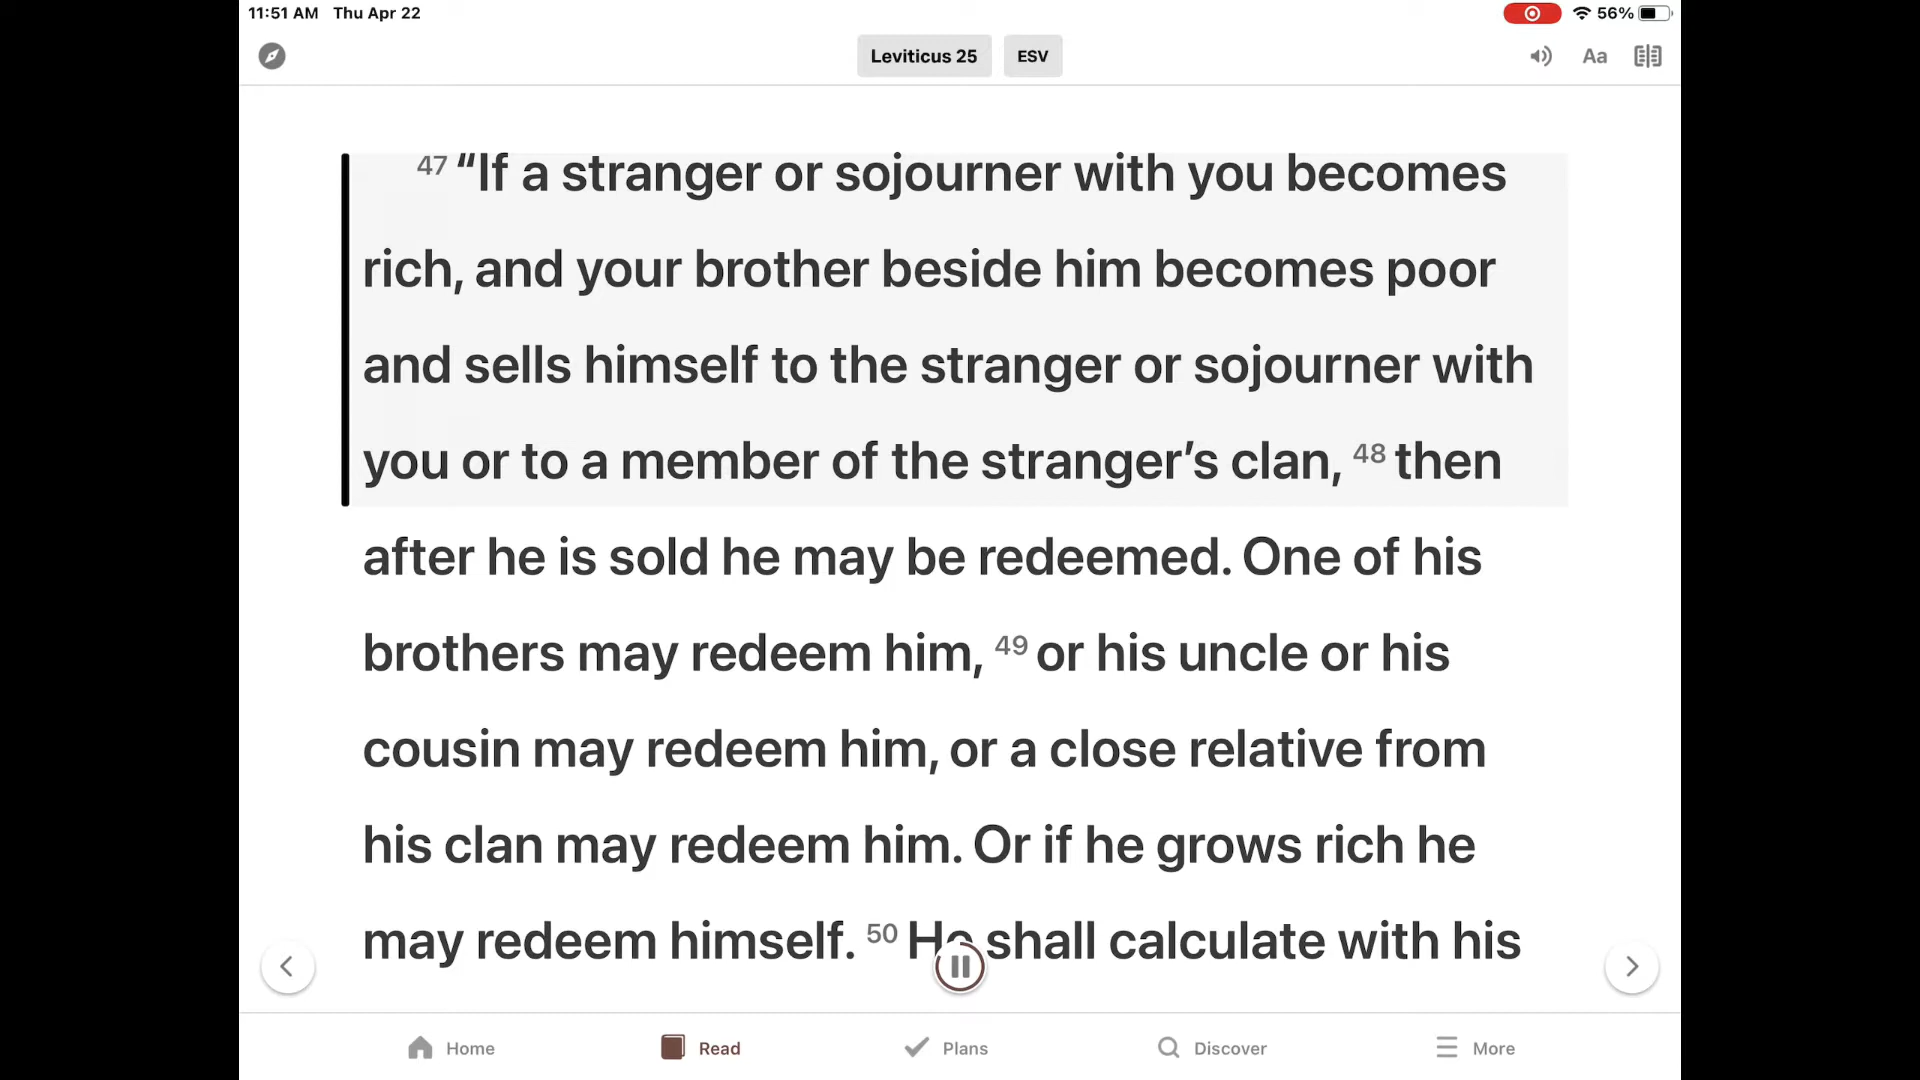 11:51 AM Thu Apr 22
56%
Leviticus 25 ESV
Aa
47 “If a stranger or sojourner with you becomes
rich, and your brother beside him becomes poor
and sells himself to the stranger or sojourner with
you or to a member of the stranger’s clan, 48 then
after he is sold he may be redeemed. One of his
brothers may redeem him, 49 or his uncle or his
cousin may redeem him, or a close relative from
his clan may redeem him. Or if he grows rich he
may redeem himself. 50 He shall calculate with his
Home Read Plans Discover More